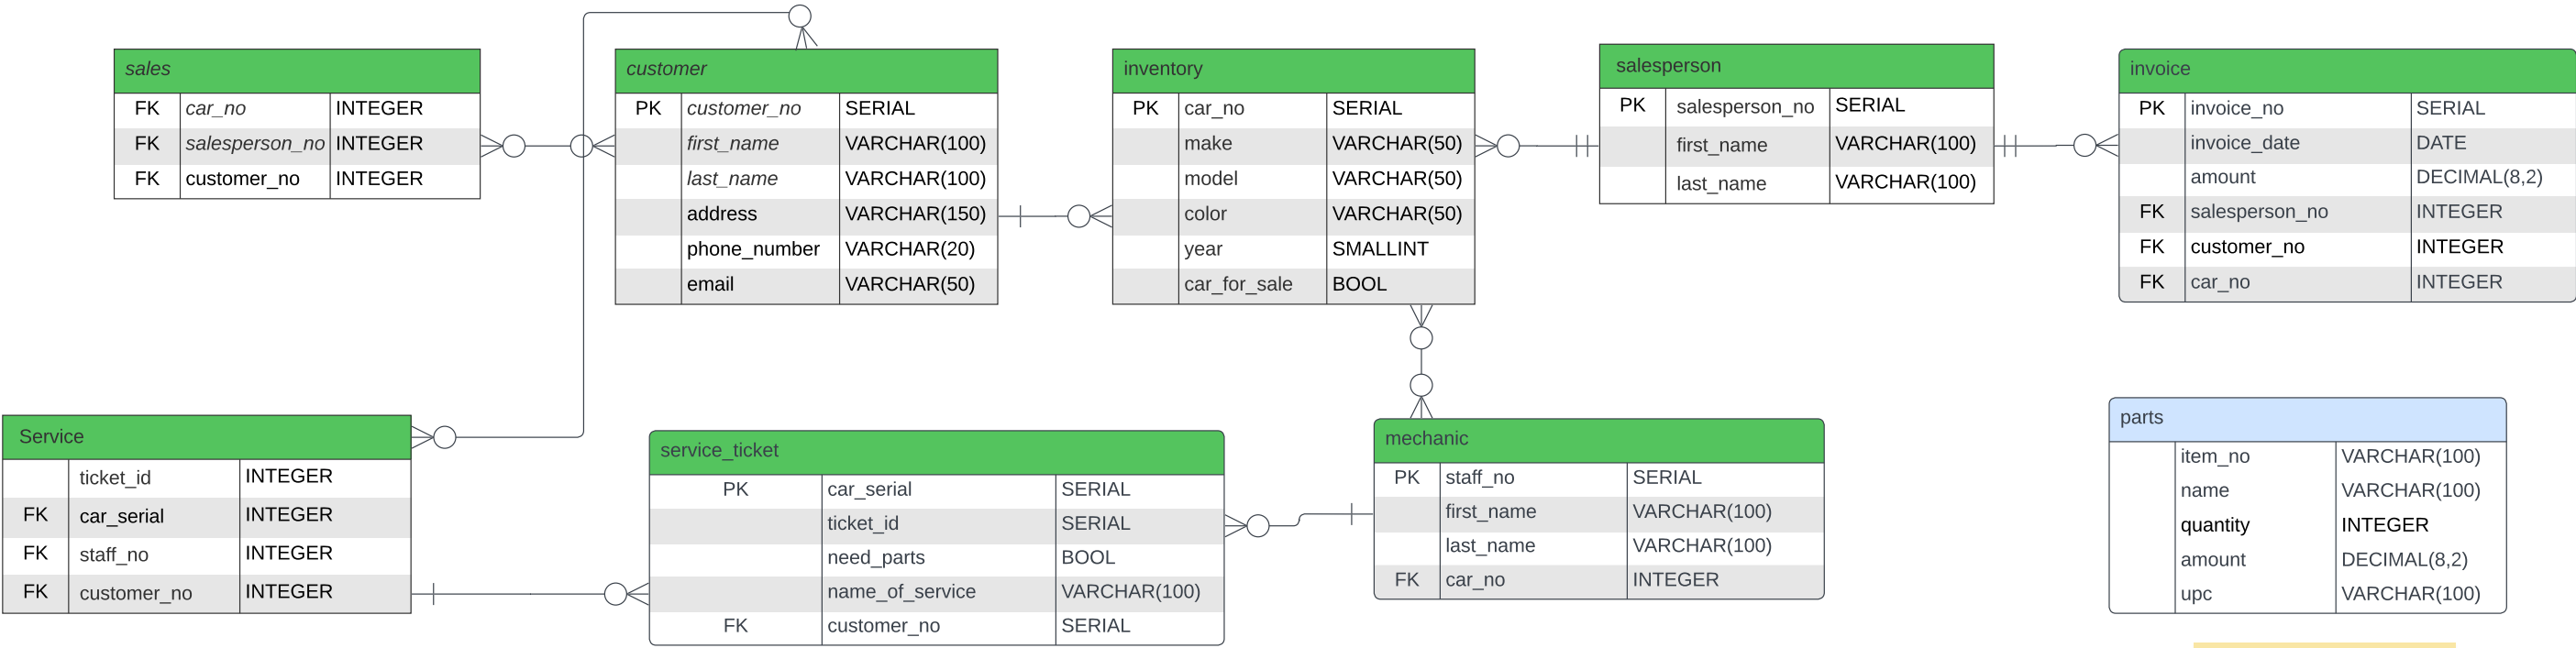 sales
FK car_no INTEGER
FK salesperson_no INTEGER
FK customer_no INTEGER
customer
PK customer_no SERIAL
first_name VARCHAR(100)
last_name VARCHAR(100)
address VARCHAR(150)
phone_number VARCHAR(20)
email VARCHAR(50)
inventory
PK car_no SERIAL
make VARCHAR(50)
model VARCHAR(50)
color VARCHAR(50)
year SMALLINT
car_for_sale BOOL
salesperson
PK salesperson_no SERIAL
first_name VARCHAR(100)
last_name VARCHAR(100)
invoice
PK invoice_no SERIAL
invoice_date DATE
amount DECIMAL(8,2)
FK salesperson_no INTEGER
FK customer_no INTEGER
FK car_no INTEGER
Service
ticket_id INTEGER
FK car_serial INTEGER
FK staff_no INTEGER
FK customer_no INTEGER
service_ticket
PK car_serial SERIAL
ticket_id SERIAL
need_parts BOOL
name_of_service VARCHAR(100)
FK customer_no SERIAL
mechanic
PK staff_no SERIAL
first_name VARCHAR(100)
last_name VARCHAR(100)
FK car_no INTEGER
parts
item_no VARCHAR(100)
name VARCHAR(100)
quantity INTEGER
amount DECIMAL(8,2)
upc VARCHAR(100)